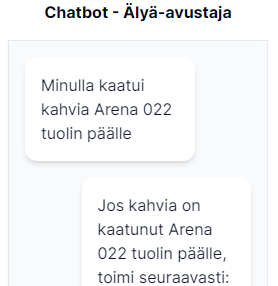 Chatbot - Älyä-avustaja
Minulla kaatui
kahvia Arena 022
tuolin päälle
Jos kahvia on
kaatunut Arena
022 tuolin päälle,
toimi seuraavasti: